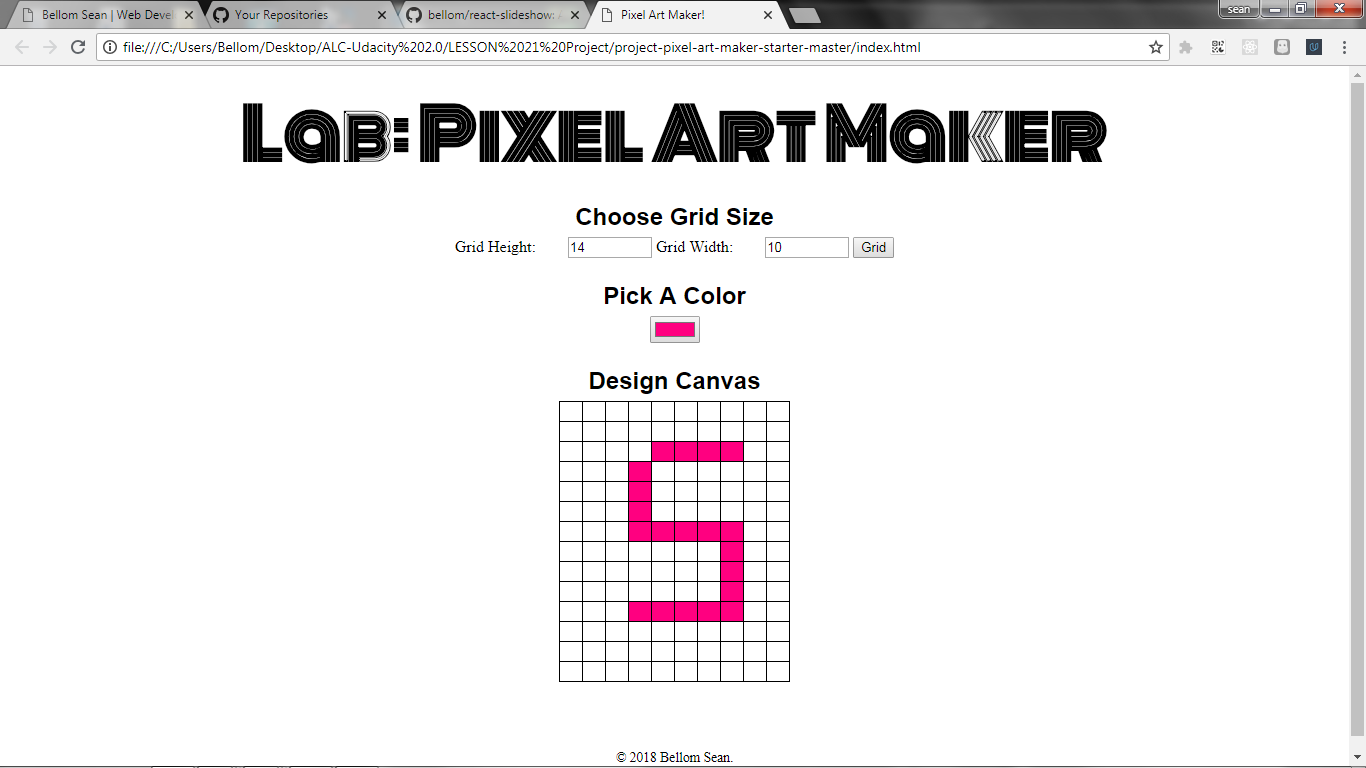 Bellom Sean | Web Devel
Your Repositories
bellom/react-slideshow: A
Pixel Art Maker!
sean
file:///C:/Users/Bellom/Desktop/ALC-Udacity%202.0/LESSON%2021%20Project/project-pixel-art-maker-starter-master/index.html
Lab: Pixel Art Maker
Choose Grid Size
Grid Height: 14 Grid Width: 10 Grid
Pick A Color
Design Canvas
© 2018 Bellom Sean.